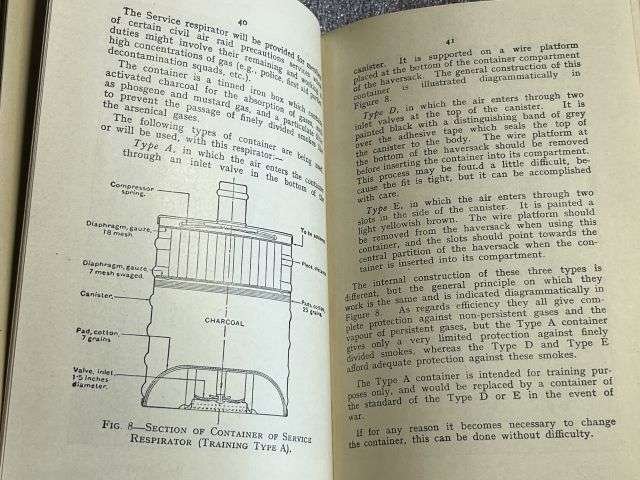 40
The Service respirator will be provided for
of certain civil air raid precautions
duties might involve their remaining
high concentrations of gas (e.g., police, first aid parties,
decontamination squads, etc.).
The container is a tinned iron box which contains
activated charcoal for the absorption of gases such
as phosgene and mustard gas, and a particulate
to prevent the passage of finely divided smokes like
the arsenical gases.
The following types of container are being used
or will be used, with this respirator:—
Type A, in which the air enters the container
through an inlet valve in the bottom of the
Compressor
spring.
Diaphragm, gauze,
18 mesh.
Diaphragm, gauze,
7 mesh swaged.
Canister.
Pad, cotton
7 grains
Valve, inlet
1·5 inches
diameter.
CHARCOAL
To
Pads, cotton,
25 grains
FIG. 8—SECTION OF CONTAINER OF SERVICE
RESPIRATOR (TRAINING TYPE A).
41
canister. It is supported on a wire platform
placed at the bottom of the container compartment
of the haversack. The general construction of this
container is illustrated diagrammatically in
Figure 8.
Type D, in which the air enters through two
inlet valves at the top of the canister. It is
painted black with a distinguishing band of grey
over the adhesive tape which seals the top of
the canister to the body. The wire platform at
the bottom of the haversack should be removed
before inserting the container into its compartment.
This process may be found a little difficult, be-
cause the fit is tight, but it can be accomplished
with care.
Type E, in which the air enters through two
slots in the side of the canister. It is painted a
light yellowish brown. The wire platform should
be removed from the haversack when using this
container, and the slots should point towards the
central partition of the haversack when the con-
tainer is inserted into its compartment.
The internal construction of these three types is
different, but the general principle on which they
work is the same and is indicated diagrammatically in
Figure 8. As regards efficiency they all give com-
plete protection against non-persistent gases and the
vapour of persistent gases, but the Type A container
gives only a very limited protection against finely
divided smokes, whereas the Type D and Type E
afford adequate protection against these smokes.
The Type A container is intended for training pur-
poses only, and would be replaced by a container of
the standard of the Type D or E in the event of
war.
If for any reason it becomes necessary to change
the container, this can be done without difficulty.